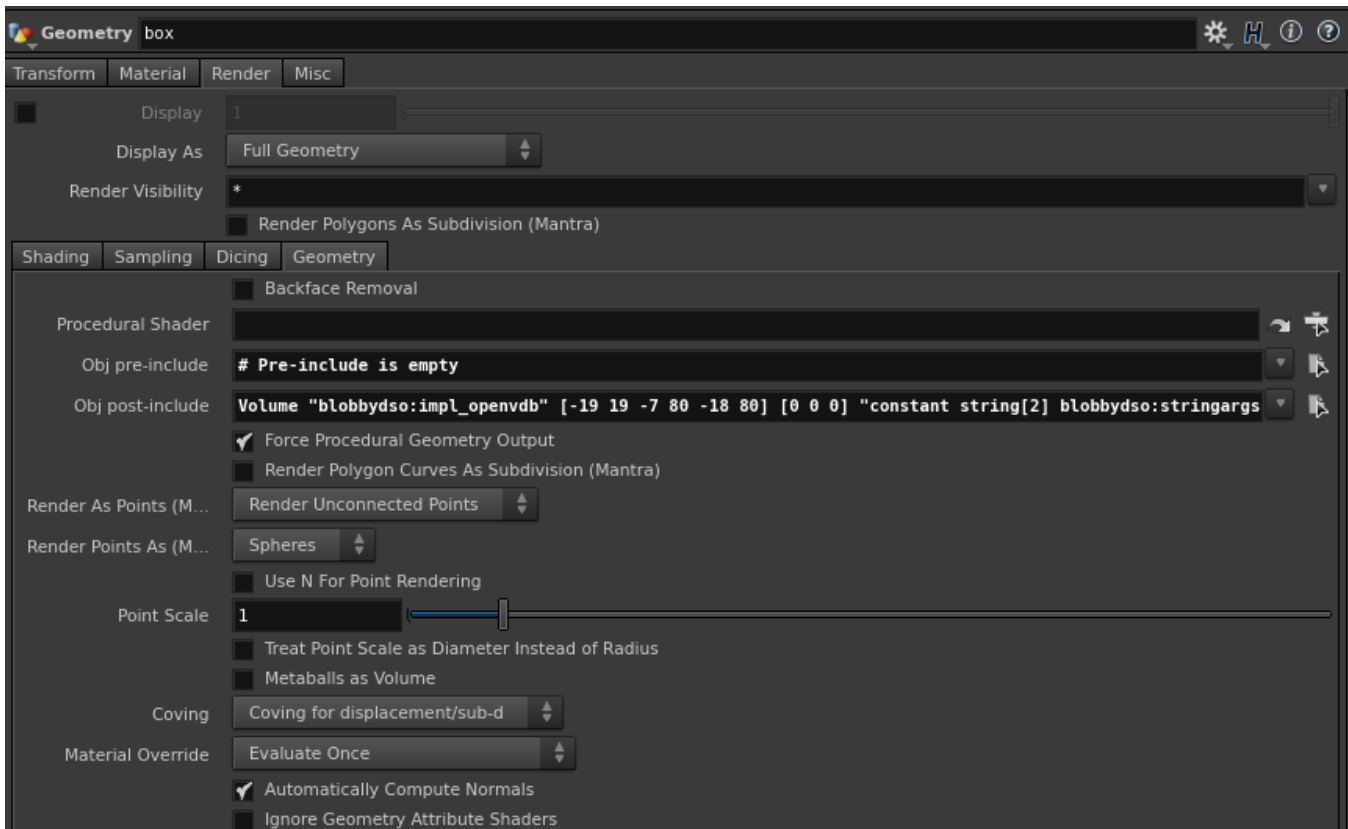 Geometry box
Transform Material Render Misc
Display 1
Display As Full Geometry
Render Visibility *
Render Polygons As Subdivision (Mantra)
Shading Sampling Dicing Geometry
Backface Removal
Procedural Shader
Obj pre-include # Pre-include is empty
Obj post-include Volume "blobbydso:impl_openvdb" [-19 19 -7 80 -18 80] [0 0 0] "constant string[2] blobbydso:stringargs
Force Procedural Geometry Output
Render Polygon Curves As Subdivision (Mantra)
Render As Points (M... Render Unconnected Points
Render Points As (M... Spheres
Use N For Point Rendering
Point Scale 1
Treat Point Scale as Diameter Instead of Radius
Metaballs as Volume
Coving Coving for displacement/sub-d
Material Override Evaluate Once
Automatically Compute Normals
Ignore Geometry Attribute Shaders